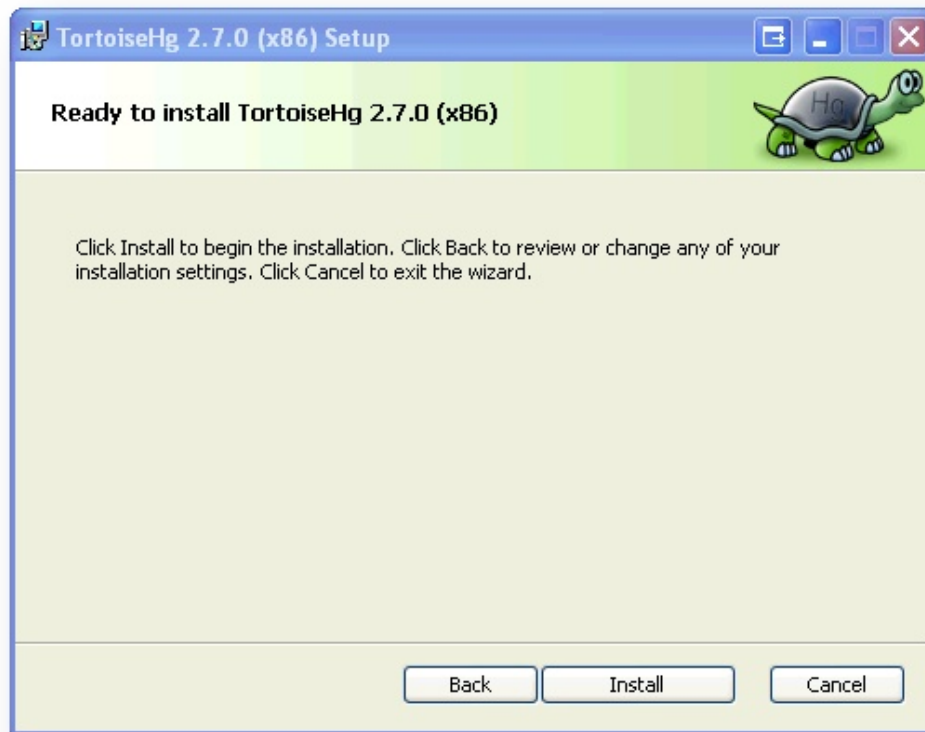 TortoiseHg 2.7.0 (x86) Setup
Ready to install TortoiseHg 2.7.0 (x86)
Hg
Click Install to begin the installation. Click Back to review or change any of your
installation settings. Click Cancel to exit the wizard.
Back
Install
Cancel